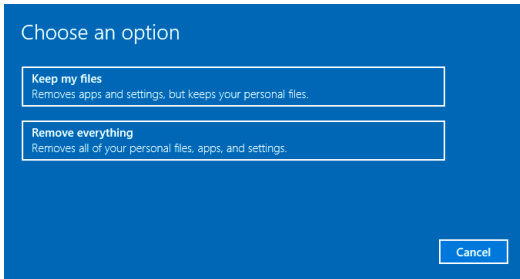 Choose an option
Keep my files
Removes apps and settings, but keeps your personal files.
Remove everything
Removes all of your personal files, apps, and settings.
Cancel